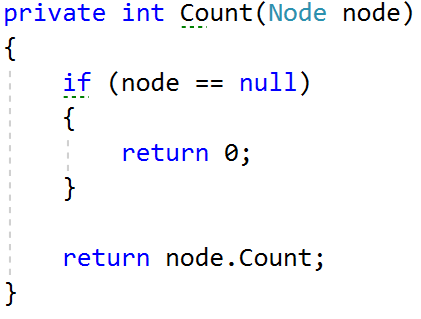 private int Count(Node node)
{
    if (node == null)
    {
        return 0;
    }

    return node.Count;
}